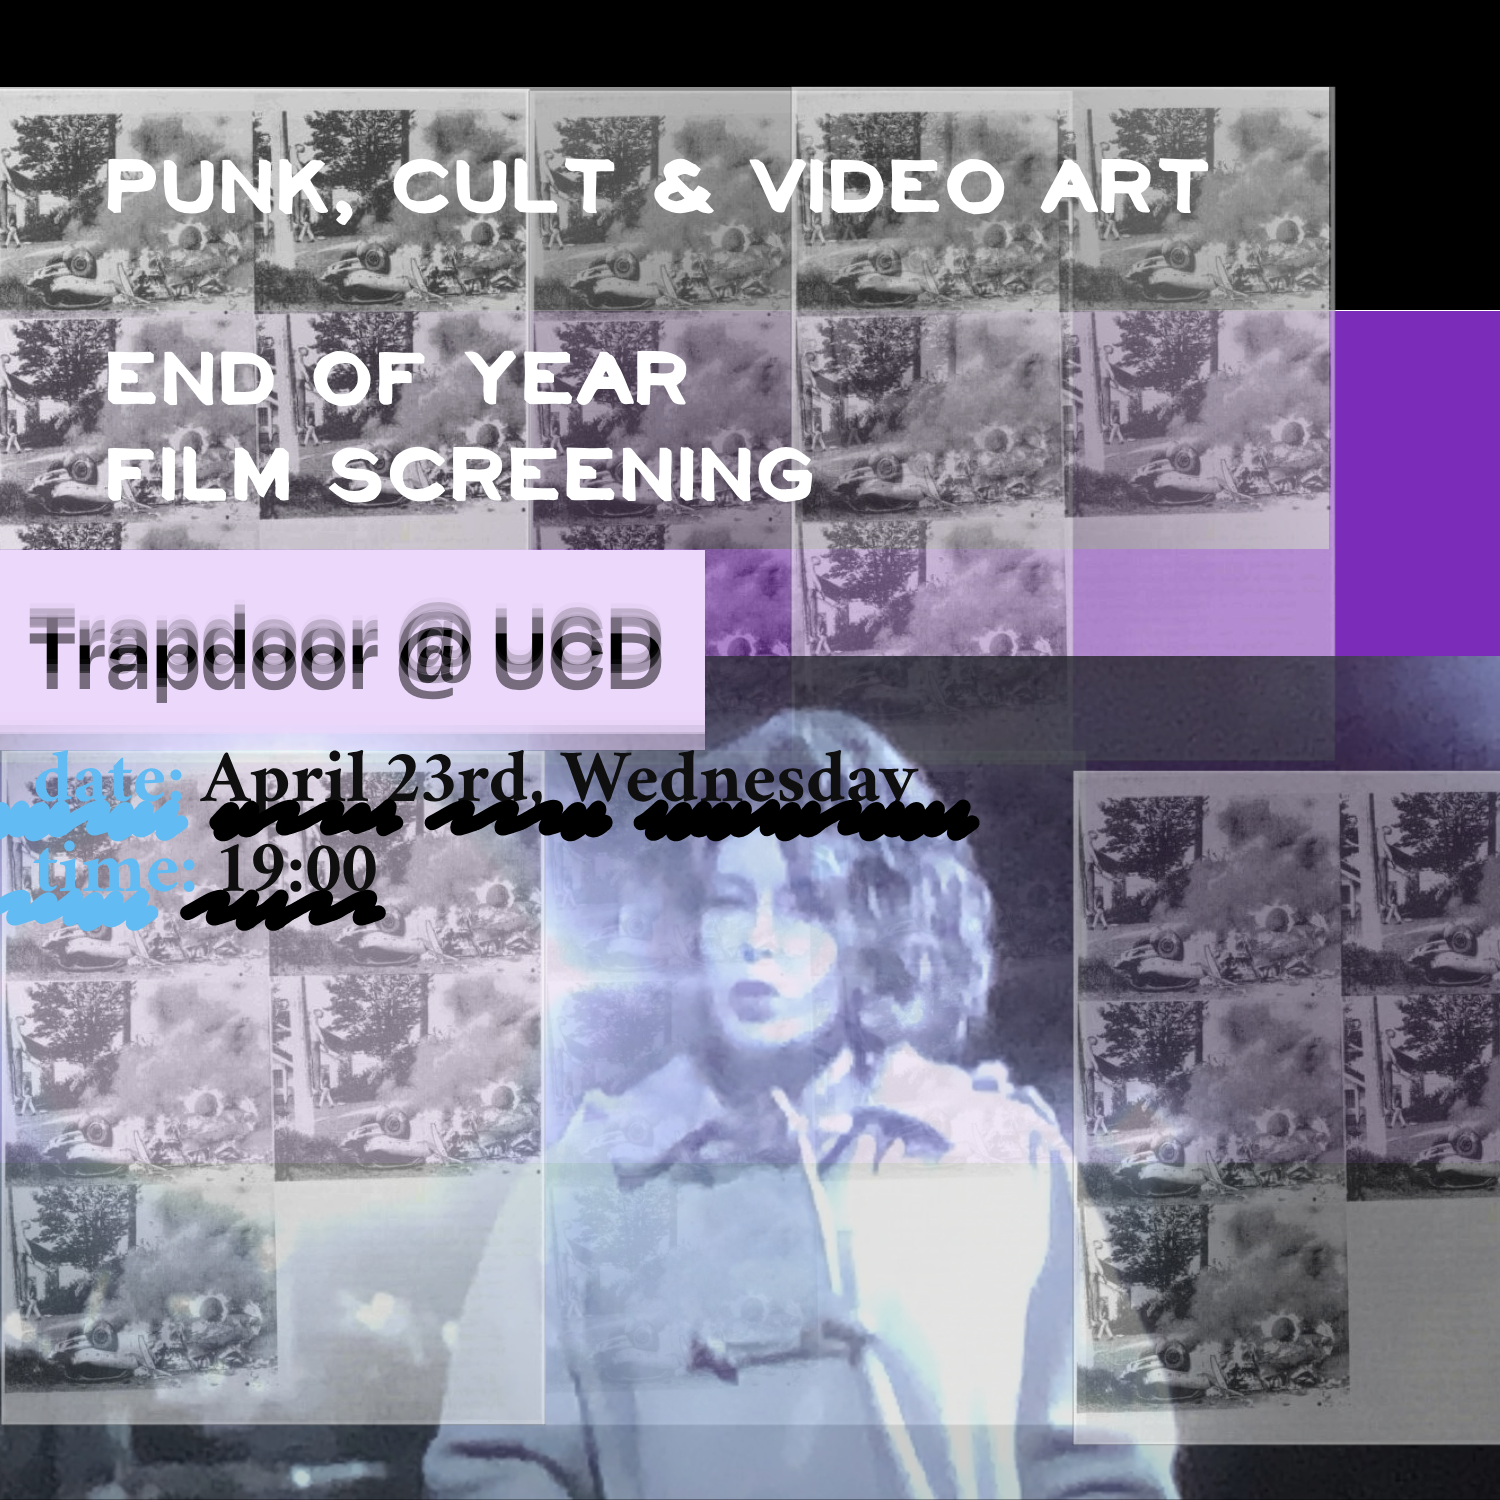 PUNK, CULT & VIDEO ART
END OF YEAR
FILM SCREENING
Trapdoor @ UCD
date: April 23rd, Wednesday
time: 19:00